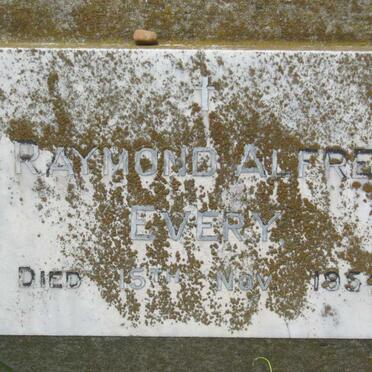 RAYMOND ALFRE
EVERY.
DIED 15TH NOV. 195